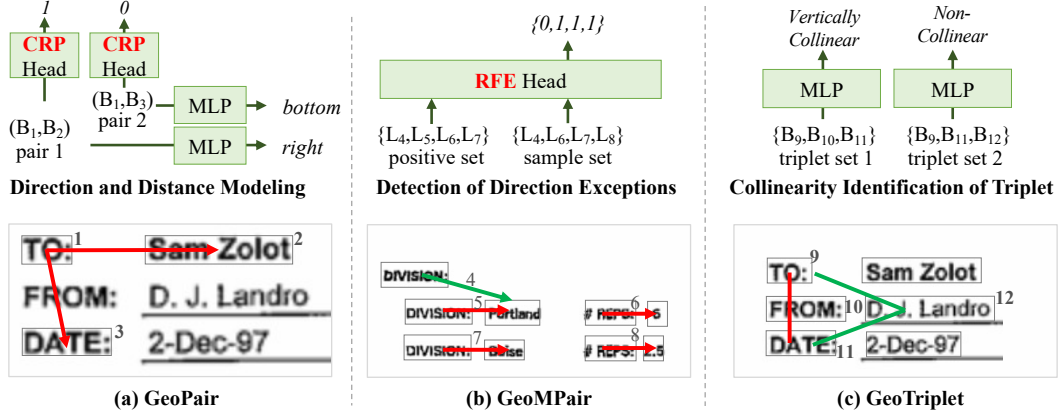 1
0
CRP
Head
CRP
Head
(B₁,B₃)
pair 2
MLP
bottom
(B₁,B₂)
pair 1
MLP
right
Direction and Distance Modeling
TO: 1 Sam Zolot 2
FROM: D. J. Landro
DATE: 3 2-Dec-97
(a) GeoPair
{0,1,1,1}
RFE Head
{L₄,L₅,L₆,L₇}
positive set
{L₄,L₆,L₇,L₈}
sample set
Detection of Direction Exceptions
DIVISION: 4
DIVISION: 5 Portland # REPS: 6 6
DIVISION: 7 Boise # REPS: 8 2.5
(b) GeoMPair
Vertically
Collinear
Non-
Collinear
MLP
MLP
{B₉,B₁₀,B₁₁}
triplet set 1
{B₉,B₁₁,B₁₂}
triplet set 2
Collinearity Identification of Triplet
TO: 9 Sam Zolot
FROM: 10 D. J. Landro 12
DATE: 11 2-Dec-97
(c) GeoTriplet